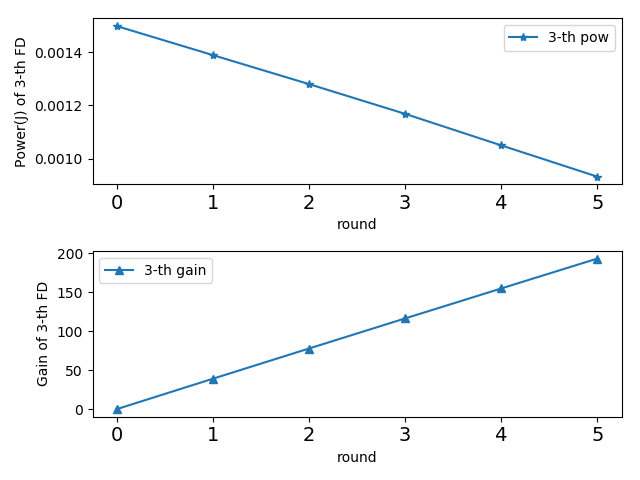 Power(J) of 3-th FD
0.0014
0.0012
0.0010
3-th pow
0 1 2 3 4 5
round
Gain of 3-th FD
200
150
100
50
0
3-th gain
0 1 2 3 4 5
round